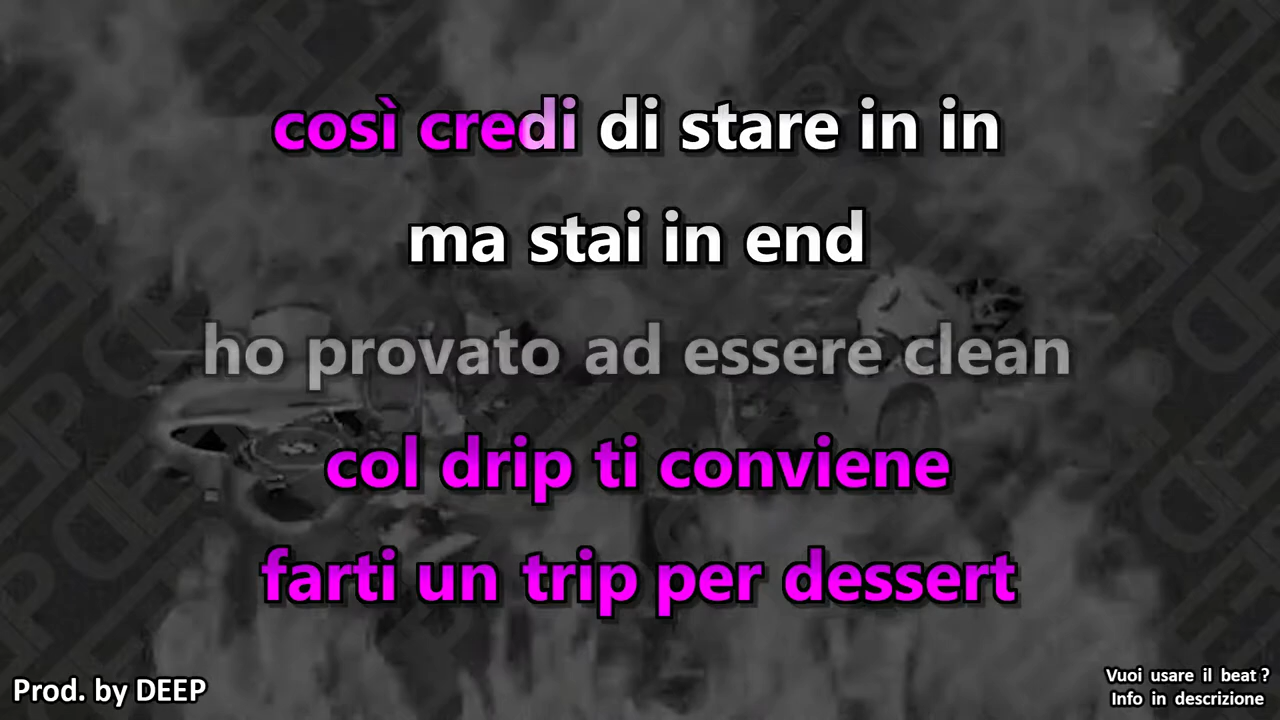 così credi di stare in in
ma stai in end
ho provato ad essere clean
col drip ti conviene
farti un trip per dessert
Prod. by DEEP
Vuoi usare il beat ?
Info in descrizione